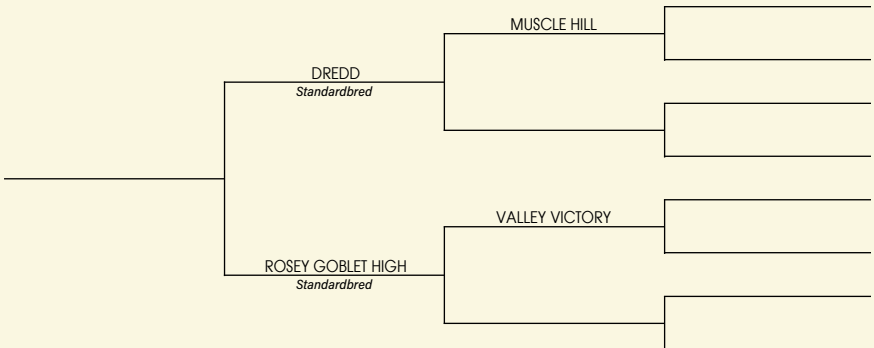 MUSCLE HILL
DREDD
Standardbred
VALLEY VICTORY
ROSEY GOBLET HIGH
Standardbred